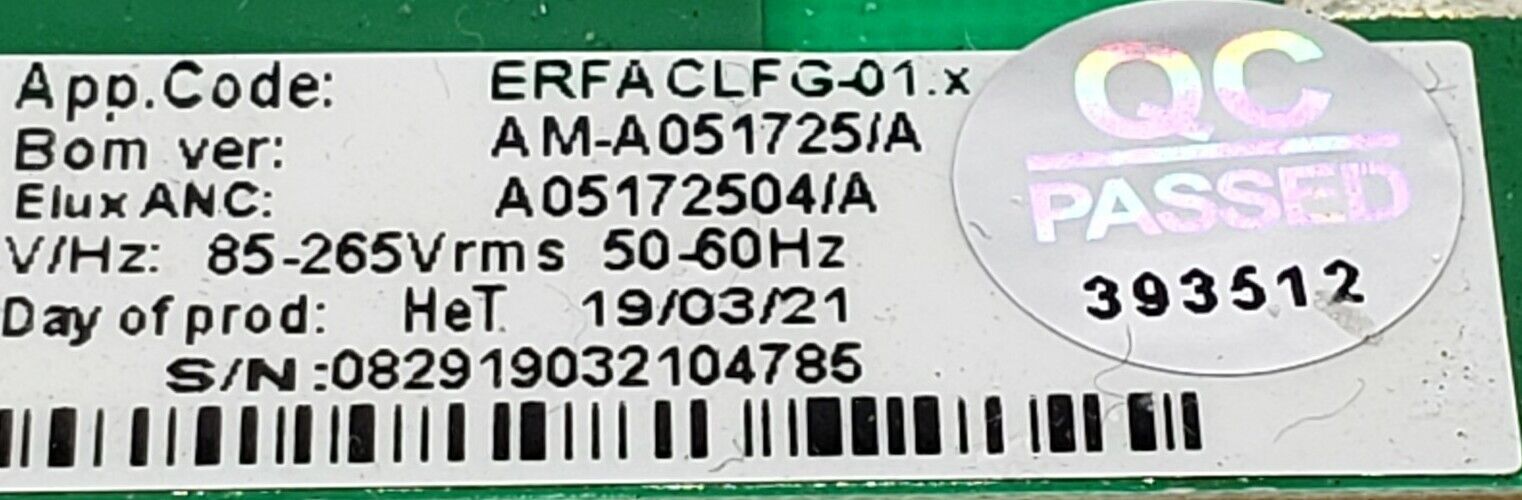 App.Code: ERFACLFG-01.x
Bom ver: AM-A051725/A
Elux ANC: A05172504/A
V/Hz: 85-265Vrms 50-60Hz
Day of prod: HeT. 19/03/21
S/N:082919032104785
QC
PASSED
393512